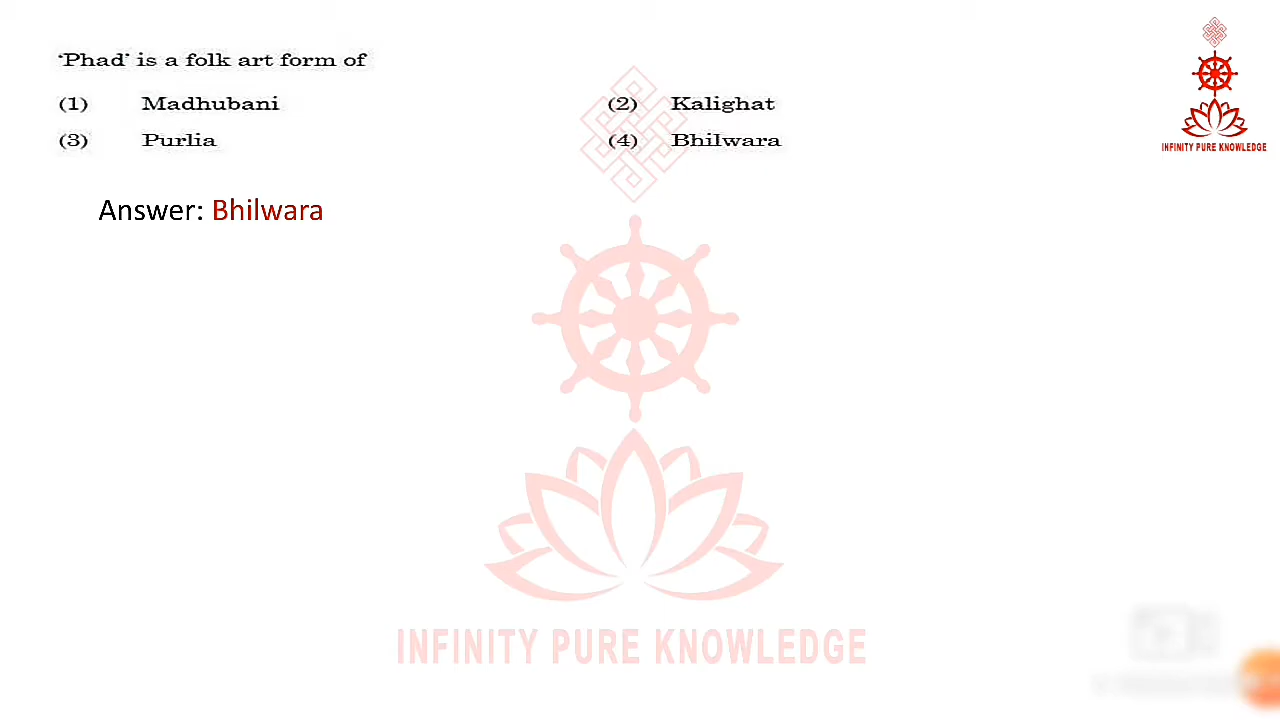 ‘Phad’ is a folk art form of
(1) Madhubani (2) Kalighat
(3) Purlia (4) Bhilwara
Answer: Bhilwara
INFINITY PURE KNOWLEDGE
INFINITY PURE KNOWLEDGE